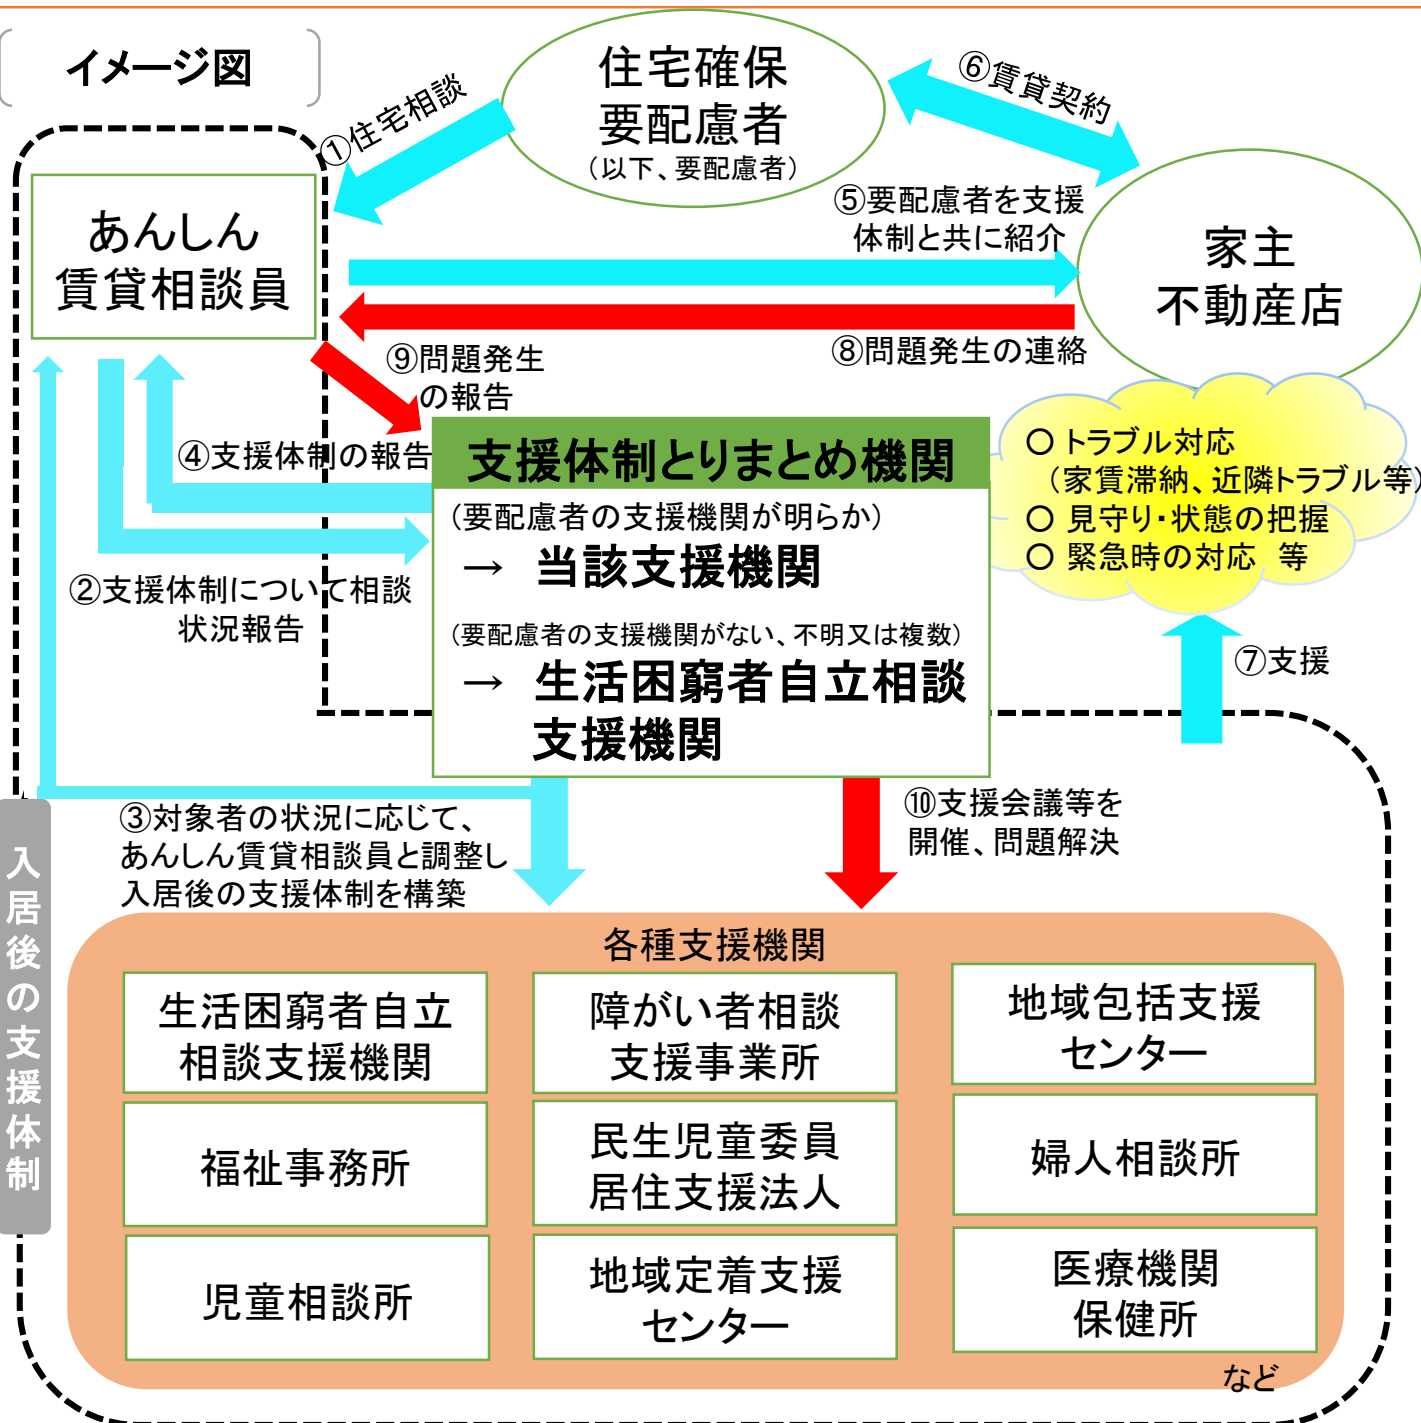 イメージ図
住宅確保
要配慮者
（以下、要配慮者）
①住宅相談
⑥賃貸契約
あんしん
賃貸相談員
⑤要配慮者を支援
体制と共に紹介
家主
不動産店
⑧問題発生の連絡
⑨問題発生
の報告
④支援体制の報告
②支援体制について相談
状況報告
支援体制とりまとめ機関
（要配慮者の支援機関が明らか）
→ 当該支援機関
（要配慮者の支援機関がない、不明又は複数）
→ 生活困窮者自立相談
支援機関
○ トラブル対応
（家賃滞納、近隣トラブル等）
○ 見守り・状態の把握
○ 緊急時の対応 等
⑦支援
③対象者の状況に応じて、
あんしん賃貸相談員と調整し
入居後の支援体制を構築
⑩支援会議等を
開催、問題解決
入居後の支援体制
各種支援機関
生活困窮者自立
相談支援機関
障がい者相談
支援事業所
地域包括支援
センター
福祉事務所
民生児童委員
居住支援法人
婦人相談所
児童相談所
地域定着支援
センター
医療機関
保健所
など